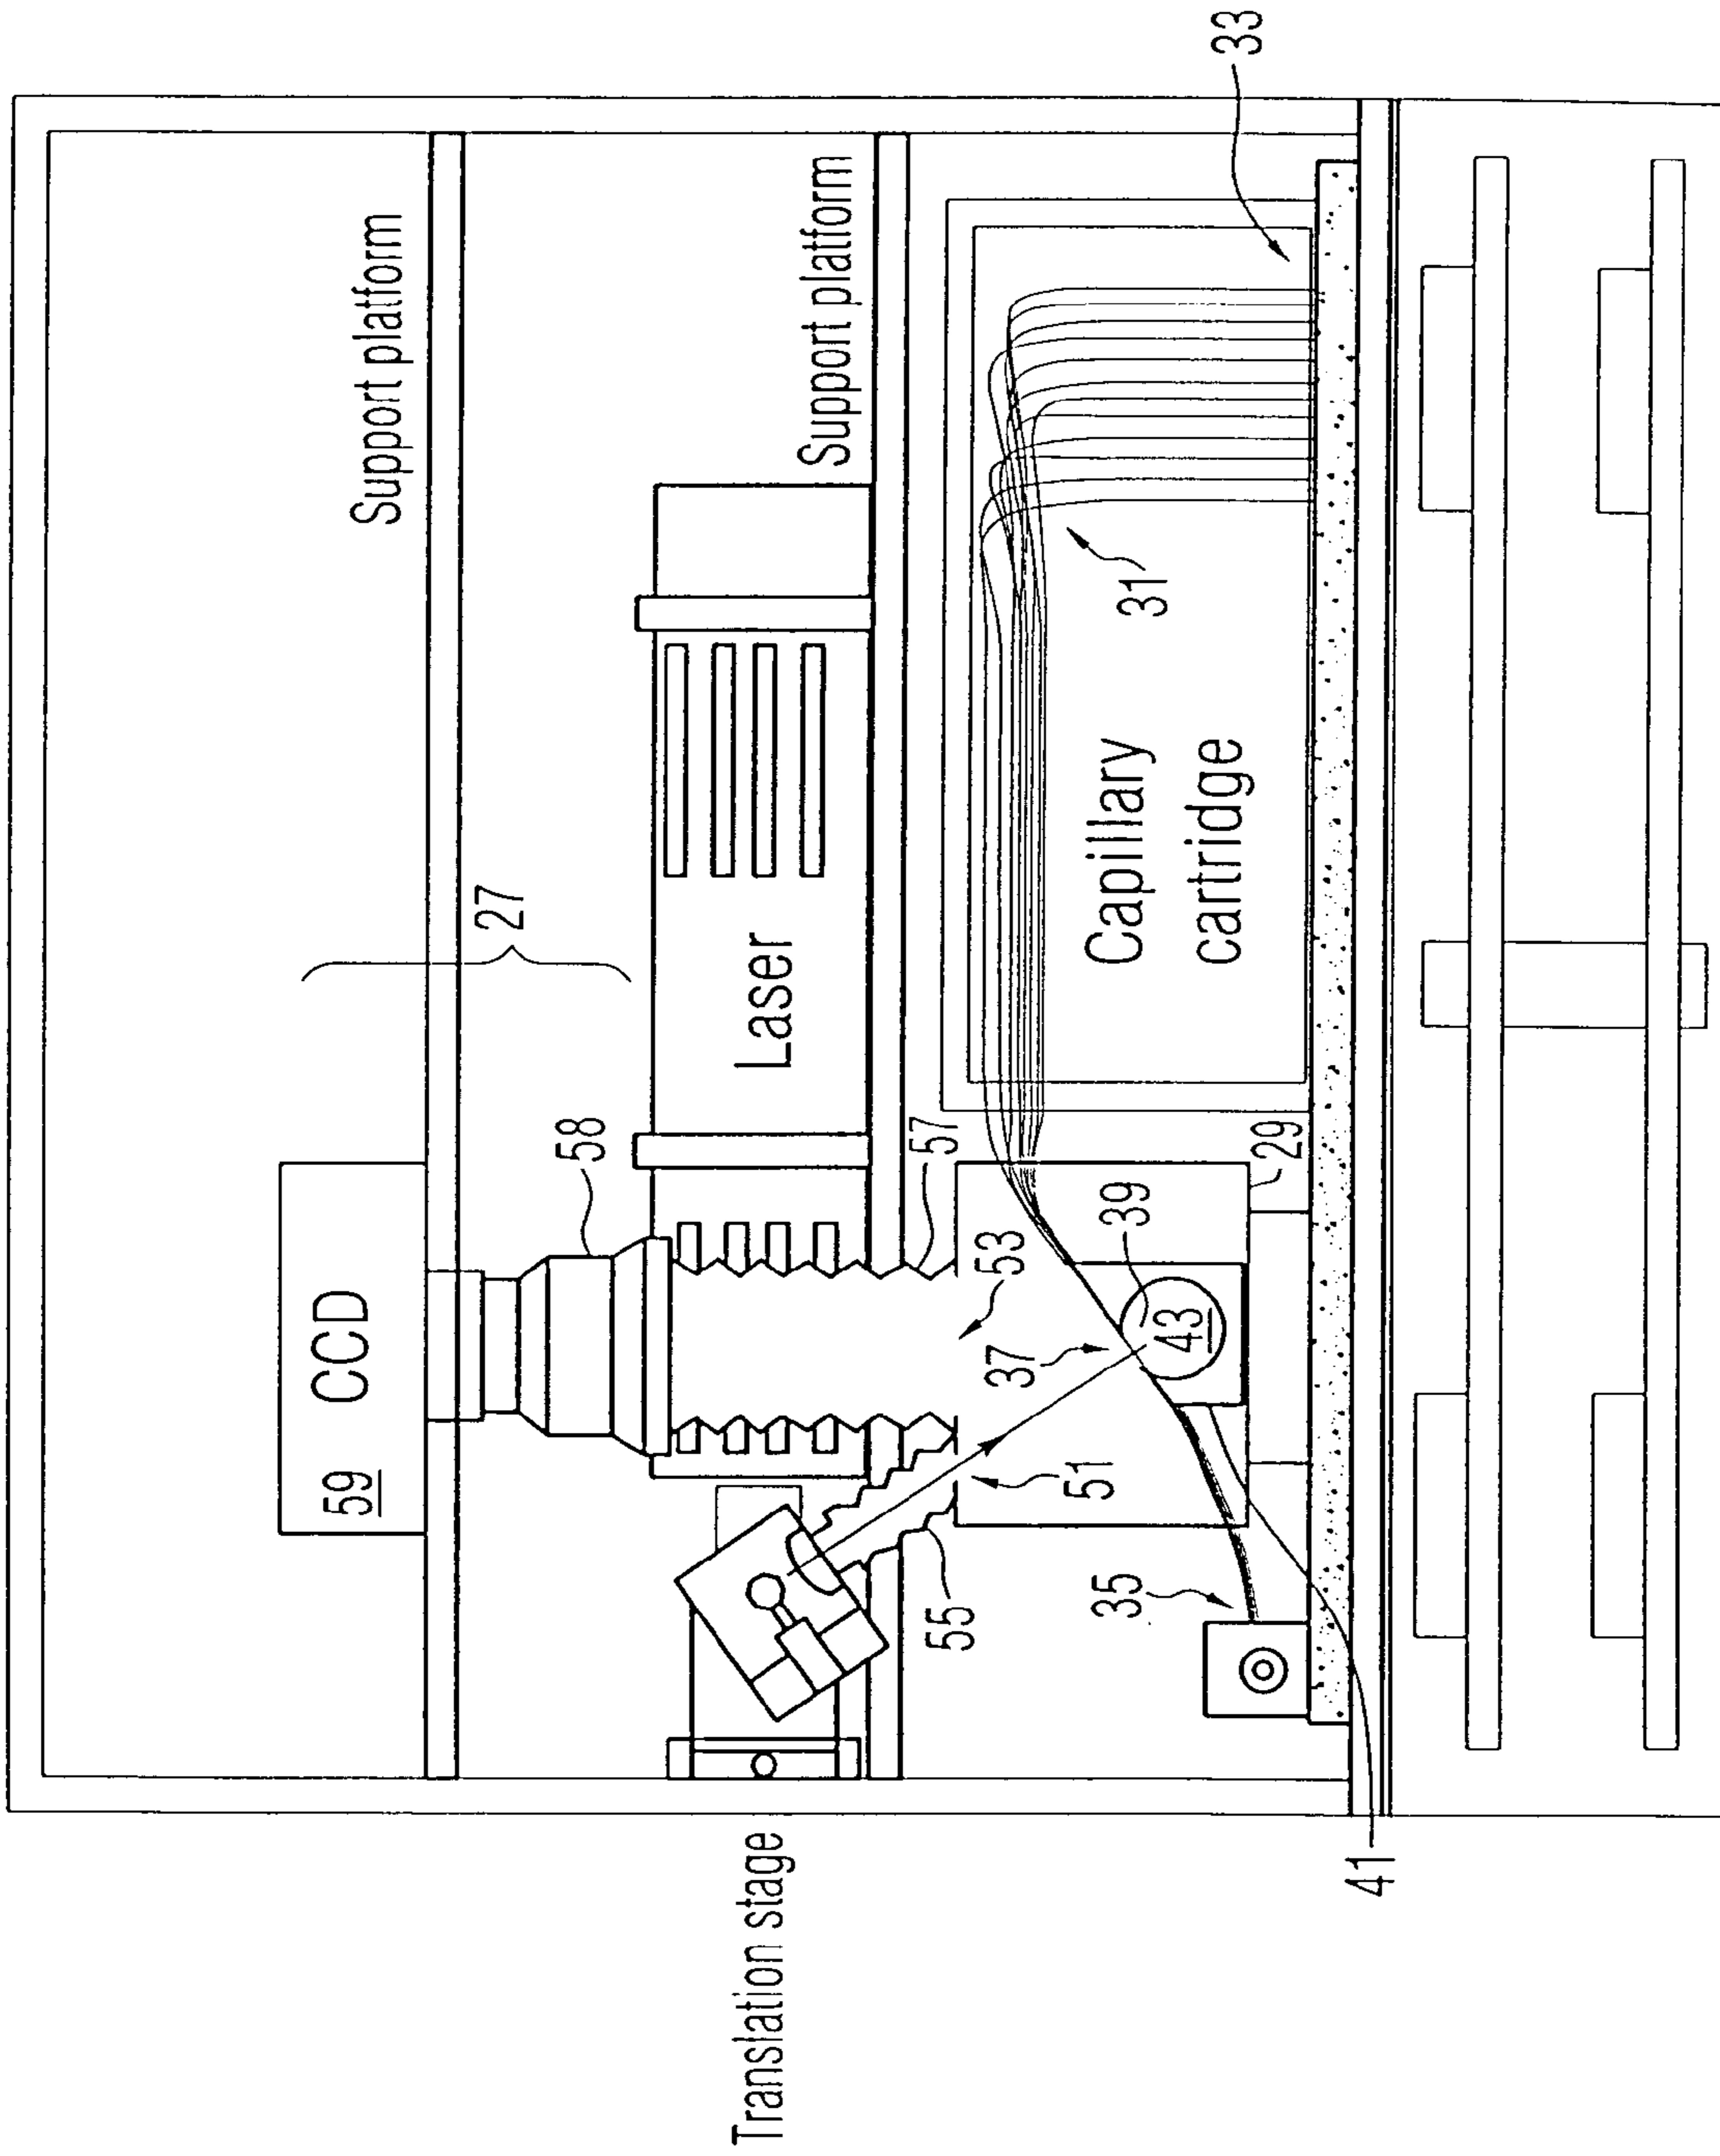 Support platform
Support platform
27
59 CCD
58
Laser
57
33
31
Capillary
cartridge
29
53
39
37
43
51
55
35
Translation stage
41